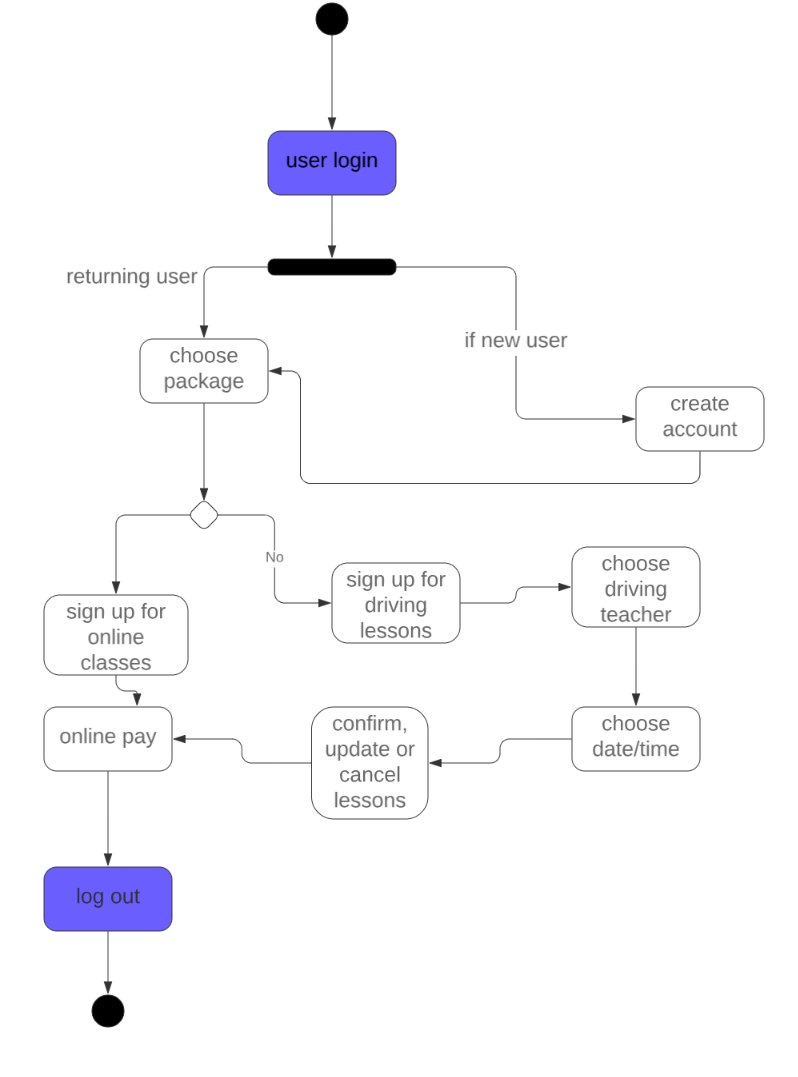 user login
returning user
if new user
choose
package
create
account
No
sign up for
online
classes
sign up for
driving
lessons
choose
driving
teacher
online pay
confirm,
update or
cancel
lessons
choose
date/time
log out